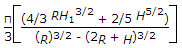 п/3 [ (4/3 RH₁^3/2 + 2/5 H^5/2) / ((R)^3/2 - (2R + H)^3/2) ]